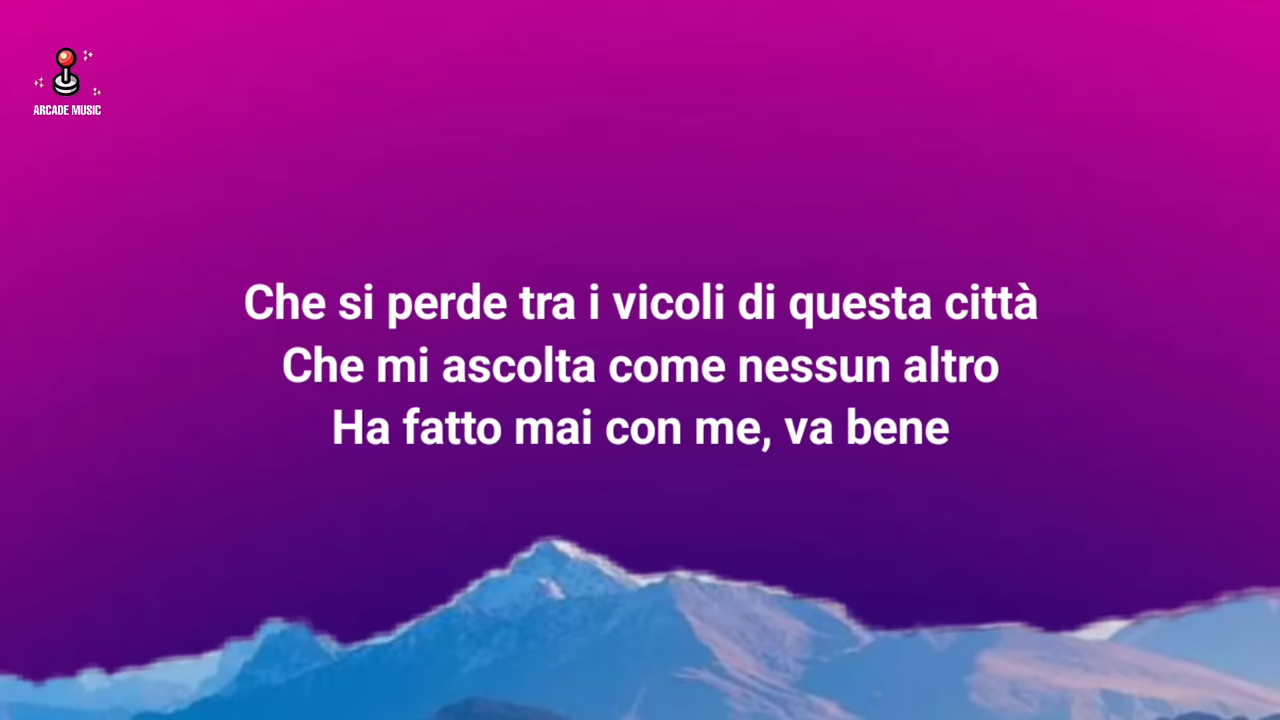 ARCADE MUSIC
Che si perde tra i vicoli di questa città
Che mi ascolta come nessun altro
Ha fatto mai con me, va bene